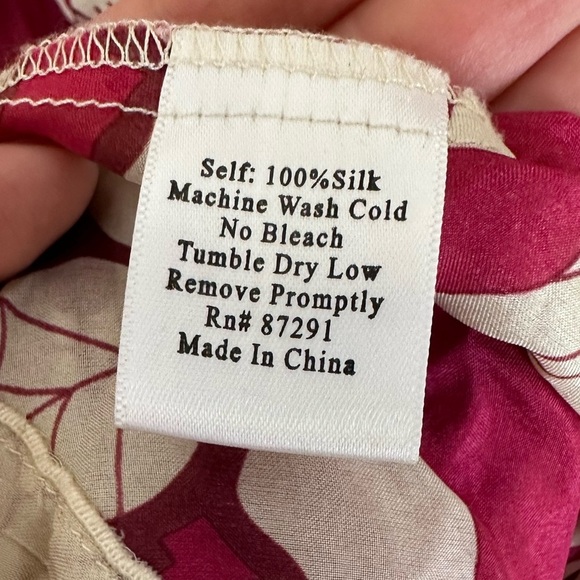 Self: 100%Silk
Machine Wash Cold
No Bleach
Tumble Dry Low
Remove Promptly
Rn# 87291
Made In China